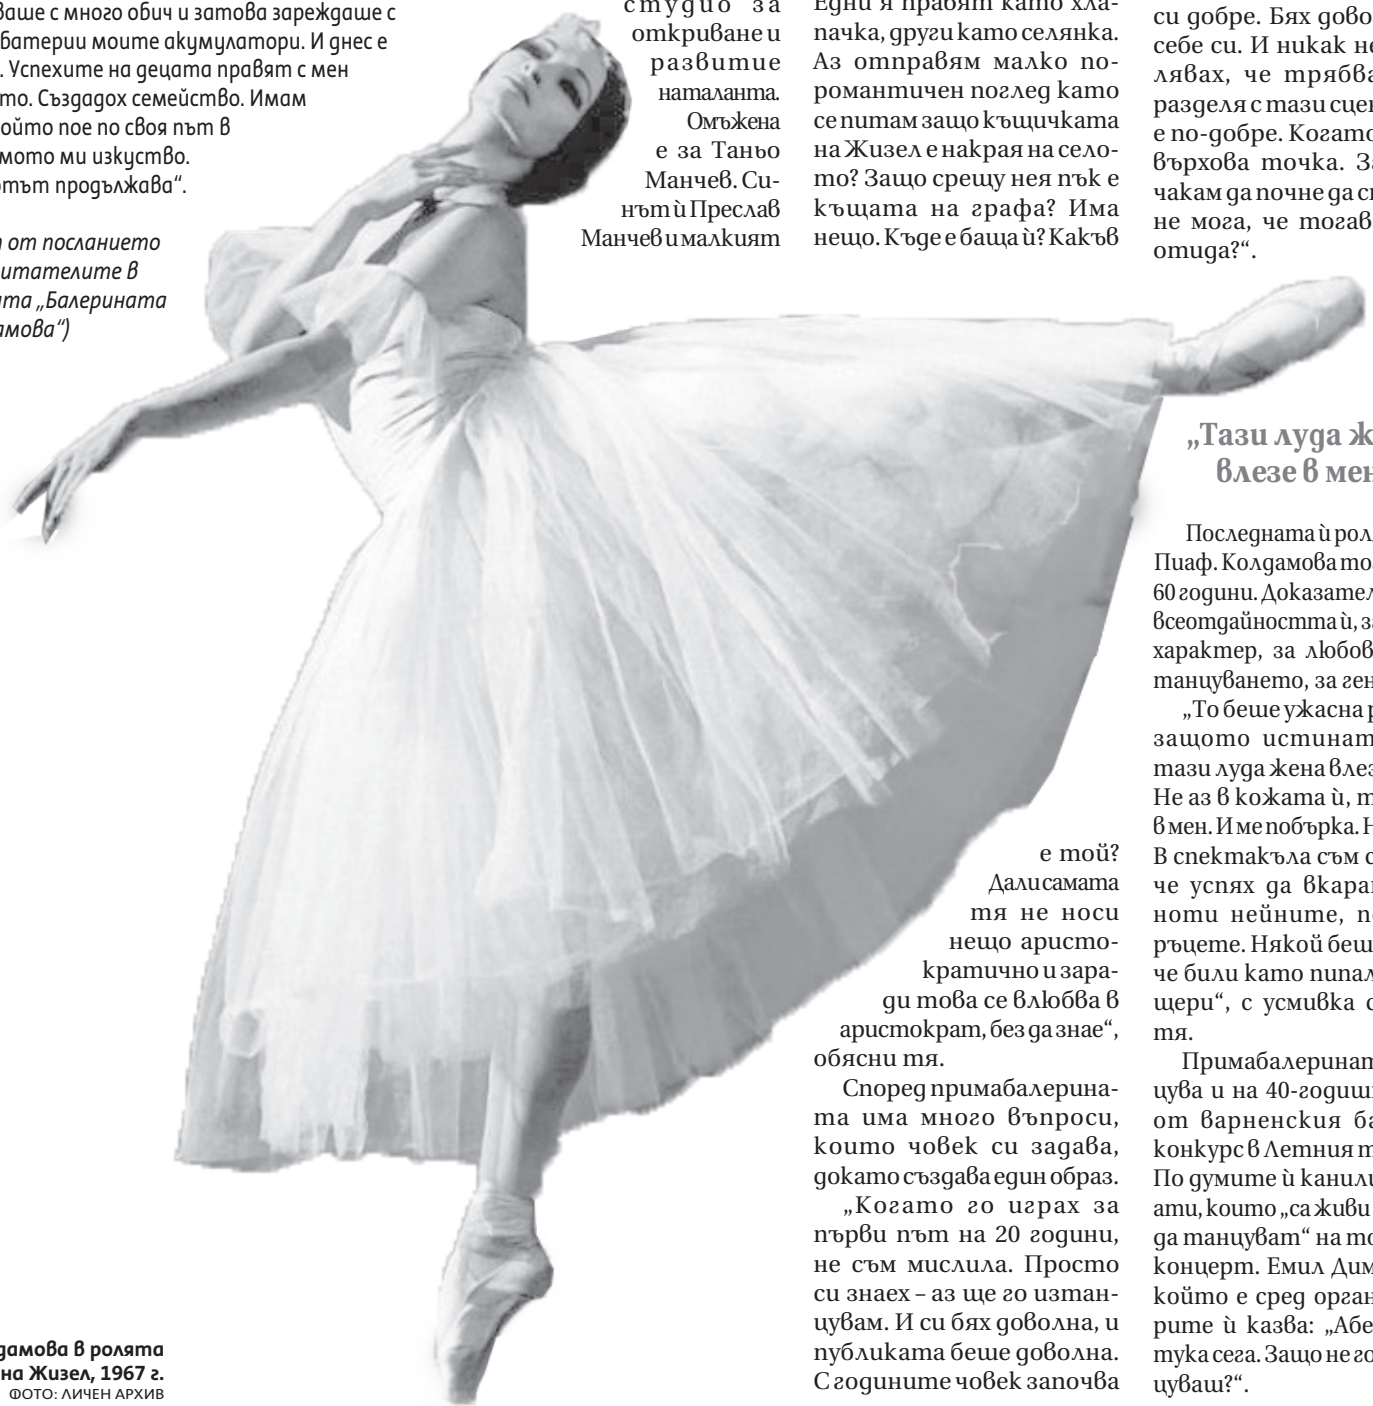 ваше с много обич и затова зареждаше с
батерии моите акумулатори. И днес е
. Успехите на децата правят с мен
то. Създадох семейство. Имам
ойто пое по своя път в
мото ми изкуство.
тът продължава“.
от посланието
итателите в
та „Балерината
амова“)
студио за
откриване и
развитие
на таланта.
Омъжена
е за Таньо
Манчев. Си-
нът ѝ Преслав
Манчев и малкият
Едни я правят като хла-
пачка, други като селянка.
Аз отправям малко по-
романтичен поглед като
се питам защо къщичката
на Жизел е накрая на село-
то? Защо срещу нея пък е
къщата на графа? Има
нещо. Къде е баща ѝ? Какъв
е той?
Дали самата
тя не носи
нещо аристо-
кратично и зара-
ди това се влюбва в
аристократ, без да знае“,
обясни тя.
Според примабалерина-
та има много въпроси,
които човек си задава,
докато създава един образ.
„Когато го играх за
първи път на 20 години,
не съм мислила. Просто
си знаех – аз ще го изтан-
цувам. И си бях доволна, и
публиката беше доволна.
С годините човек започва
си добре. Бях дово
себе си. И никак не
лявах, че трябва
разделя с тази сцен
е по-добре. Когато
върхова точка. За
чакам да почне да с
не мога, че тогав
отида?“.
„Тази луда ж
влезе в мен
Последната ѝ рол
Пиаф. Колдамова то
60 години. Доказател
всеотдайността ѝ, за
характер, за любов
танцуването, за ген
„То беше ужасна р
защото истинат
тази луда жена влез
Не аз в кожата ѝ, т
в мен. И ме побърка. Н
В спектакъла съм с
че успях да вкара
ноти нейните, п
ръцете. Някой беш
че били като пипал
щери“, с усмивка с
тя.
Примабалеринат
цува и на 40-годиш
от варненския ба
конкурс в Летния т
По думите ѝ канили
ати, които „са живи
да танцуват“ на то
концерт. Емил Дим
който е сред орган
рите ѝ казва: „Абе
тука сега. Защо не го
цуваш?“.
дамова в ролята
на Жизел, 1967 г.
ФОТО: ЛИЧЕН АРХИВ